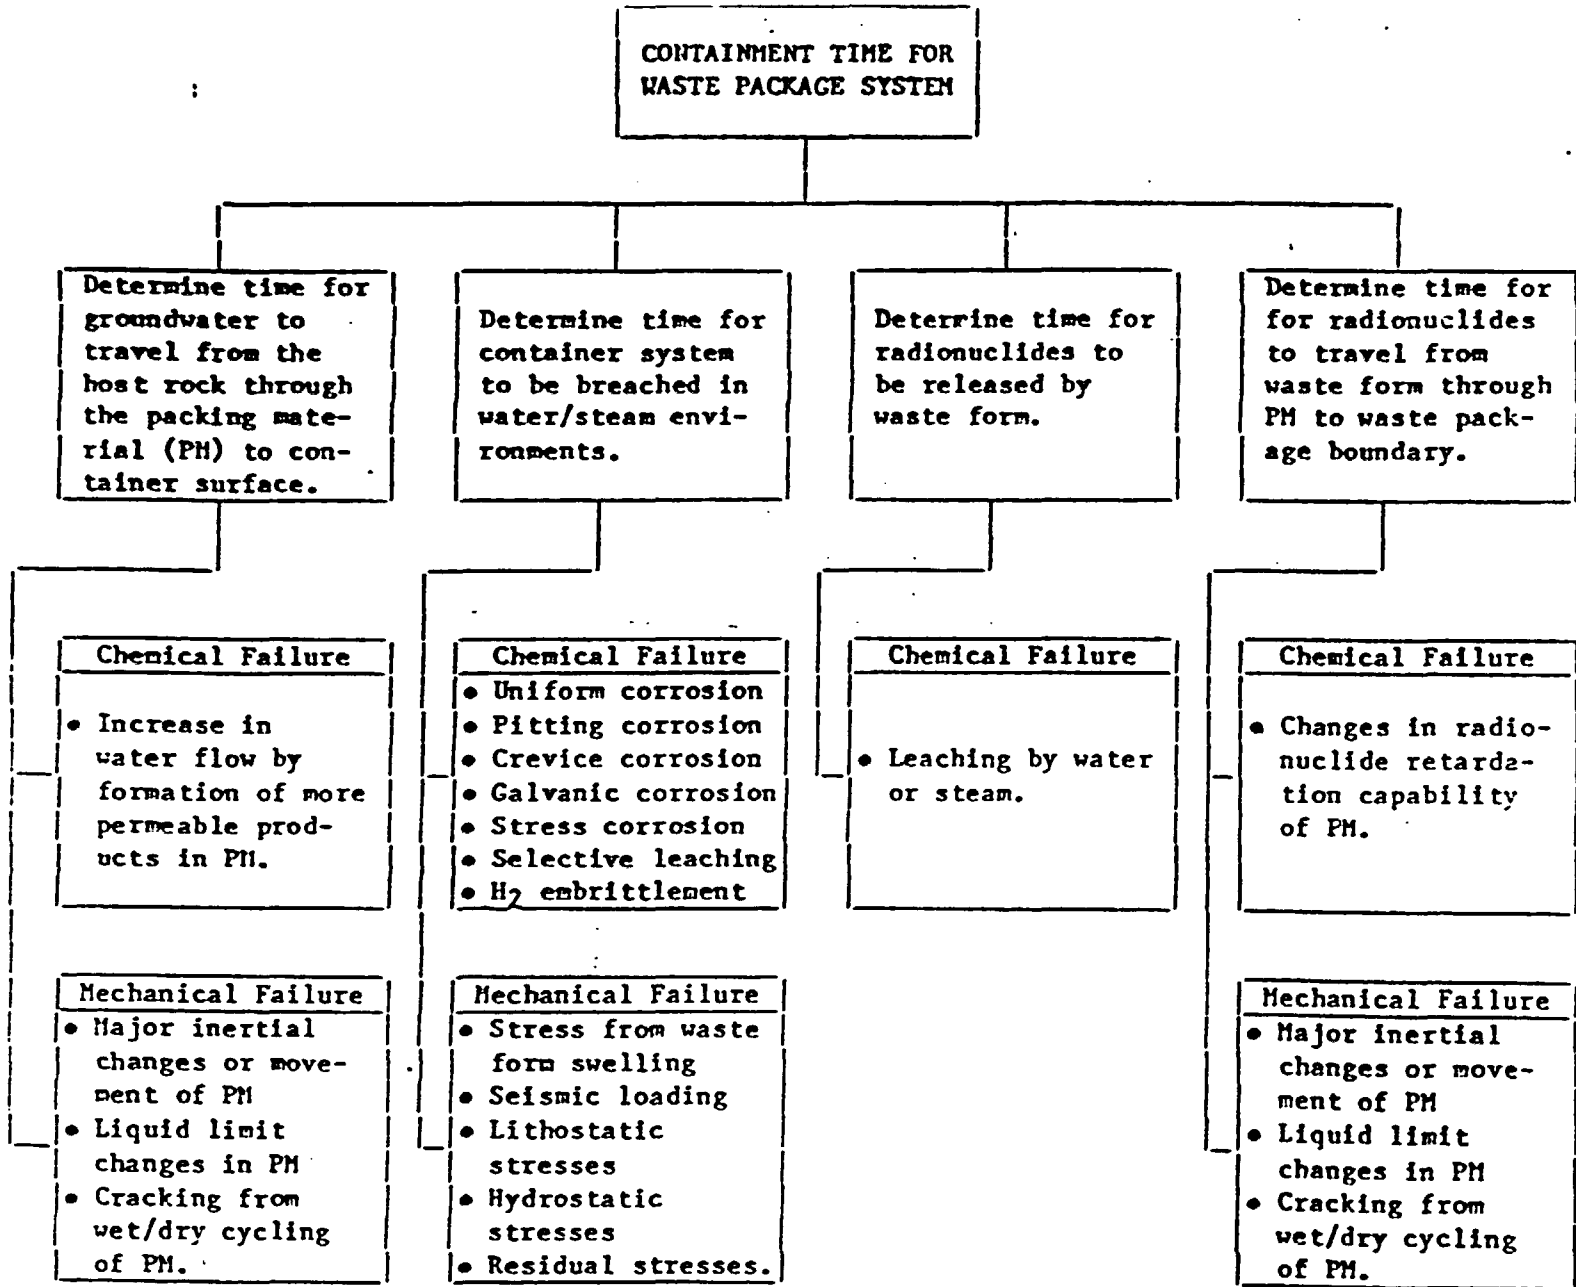 CONTAINMENT TIME FOR
WASTE PACKAGE SYSTEM
Determine time for
groundwater to
travel from the
host rock through
the packing mate-
rial (PM) to con-
tainer surface.
Determine time for
container system
to be breached in
water/steam envi-
ronments.
Determine time for
radionuclides to
be released by
waste form.
Determine time for
for radionuclides
to travel from
waste form through
PM to waste pack-
age boundary.
Chemical Failure
• Increase in
water flow by
formation of more
permeable prod-
ucts in PM.
Chemical Failure
• Uniform corrosion
• Pitting corrosion
• Crevice corrosion
• Galvanic corrosion
• Stress corrosion
• Selective leaching
• H2 embrittlement
Chemical Failure
• Leaching by water
or steam.
Chemical Failure
• Changes in radio-
nuclide retarda-
tion capability
of PM.
Mechanical Failure
• Major inertial
changes or move-
ment of PM
• Liquid limit
changes in PM
• Cracking from
wet/dry cycling
of PM.
Mechanical Failure
• Stress from waste
form swelling
• Seismic loading
• Lithostatic
stresses
• Hydrostatic
stresses
• Residual stresses.
Mechanical Failure
• Major inertial
changes or move-
ment of PM
• Liquid limit
changes in PM
• Cracking from
wet/dry cycling
of PM.